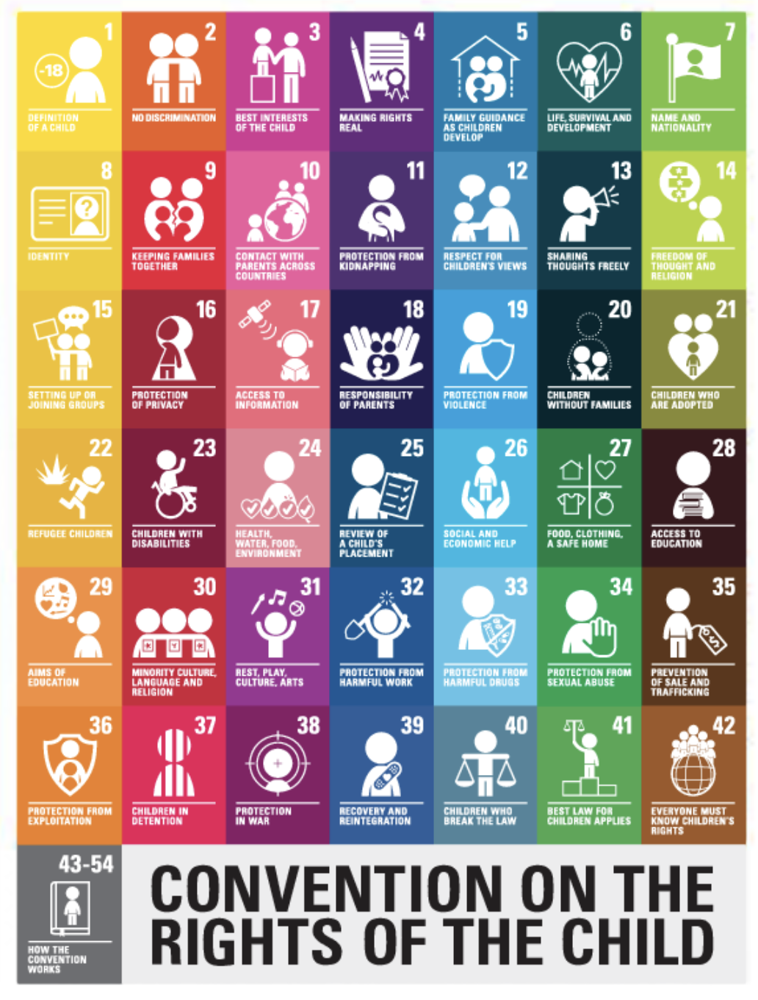 1
-18
DEFINITION
OF A CHILD
2
NO DISCRIMINATION
3
BEST INTERESTS
OF THE CHILD
4
MAKING RIGHTS
REAL
5
FAMILY GUIDANCE
AS CHILDREN
DEVELOP
6
LIFE, SURVIVAL AND
DEVELOPMENT
7
NAME AND
NATIONALITY
8
?
IDENTITY
9
KEEPING FAMILIES
TOGETHER
10
CONTACT WITH
PARENTS ACROSS
COUNTRIES
11
PROTECTION FROM
KIDNAPPING
12
RESPECT FOR
CHILDREN'S VIEWS
13
SHARING
THOUGHTS FREELY
14
FREEDOM OF
THOUGHT AND
RELIGION
15
SETTING UP OR
JOINING GROUPS
16
PROTECTION
OF PRIVACY
17
ACCESS TO
INFORMATION
18
RESPONSIBILITY
OF PARENTS
19
PROTECTION FROM
VIOLENCE
20
CHILDREN
WITHOUT FAMILIES
21
CHILDREN WHO
ARE ADOPTED
22
REFUGEE CHILDREN
23
CHILDREN WITH
DISABILITIES
24
HEALTH,
WATER, FOOD,
ENVIRONMENT
25
REVIEW OF
A CHILD'S
PLACEMENT
26
SOCIAL AND
ECONOMIC HELP
27
FOOD, CLOTHING,
A SAFE HOME
28
ACCESS TO
EDUCATION
29
AIMS OF
EDUCATION
30
MINORITY CULTURE,
LANGUAGE AND
RELIGION
31
REST, PLAY,
CULTURE, ARTS
32
PROTECTION FROM
HARMFUL WORK
33
PROTECTION FROM
HARMFUL DRUGS
34
PROTECTION FROM
SEXUAL ABUSE
35
$
PREVENTION
OF SALE AND
TRAFFICKING
36
PROTECTION FROM
EXPLOITATION
37
CHILDREN IN
DETENTION
38
PROTECTION
IN WAR
39
RECOVERY AND
REINTEGRATION
40
CHILDREN WHO
BREAK THE LAW
41
BEST LAW FOR
CHILDREN APPLIES
42
EVERYONE MUST
KNOW CHILDREN'S
RIGHTS
43-54
HOW THE
CONVENTION
WORKS
CONVENTION ON THE
RIGHTS OF THE CHILD